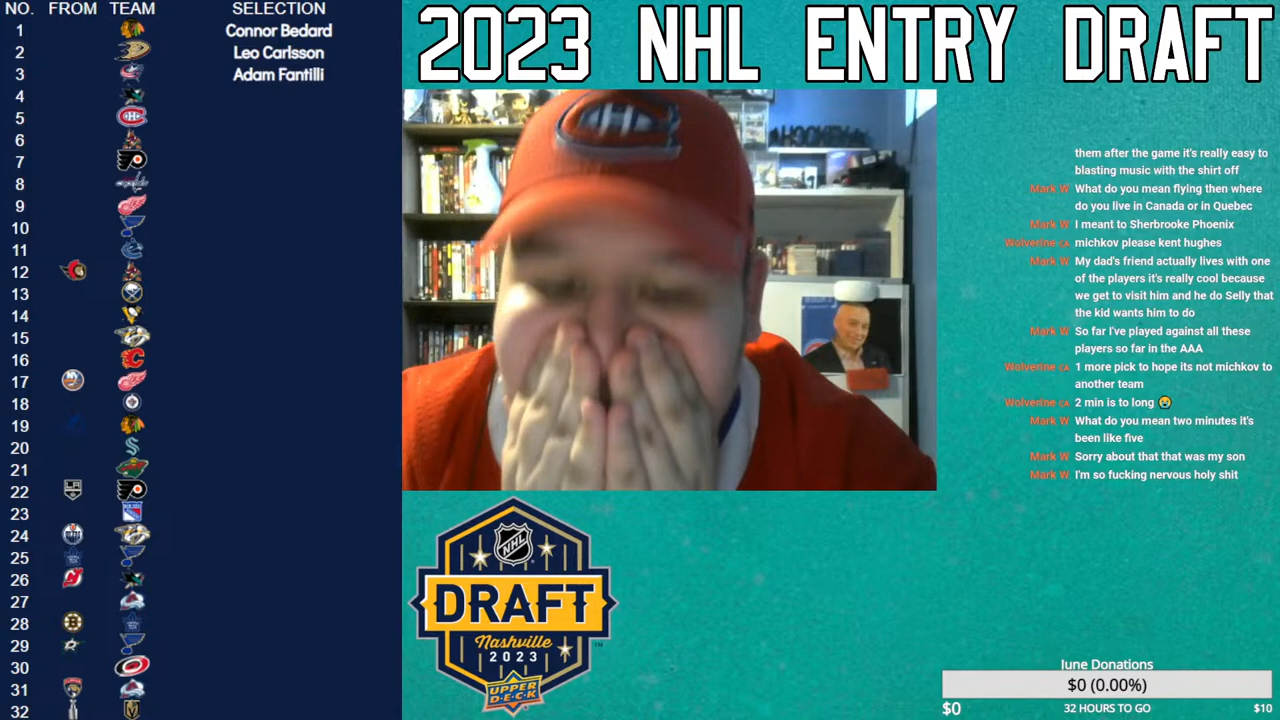 NO. FROM TEAM SELECTION
1 Connor Bedard
2 Leo Carlsson
3 Adam Fantilli
4
5
6
7
8
9
10
11
12
13
14
15
16
17
18
19
20
21
22
23
24
25
26
27
28
29
30
31
32
2023 NHL ENTRY DRAFT
HOCKEY
them after the game it's really easy to
blasting music with the shirt off
Mark W What do you mean flying then where
do you live in Canada or in Quebec
Mark W I meant to Sherbrooke Phoenix
Wolverine CA michkov please kent hughes
Mark W My dad's friend actually lives with one
of the players it's really cool because
we get to visit him and he do Selly that
the kid wants him to do
Mark W So far I've played against all these
players so far in the AAA
Wolverine CA 1 more pick to hope its not michkov to
another team
Wolverine CA 2 min is to long 😭
Mark W What do you mean two minutes it's
been like five
Mark W Sorry about that that was my son
Mark W I'm so fucking nervous holy shit
NHL
DRAFT
TM
Nashville
2023
UPPER
DECK
June Donations
$0 (0.00%)
$0 32 HOURS TO GO $10